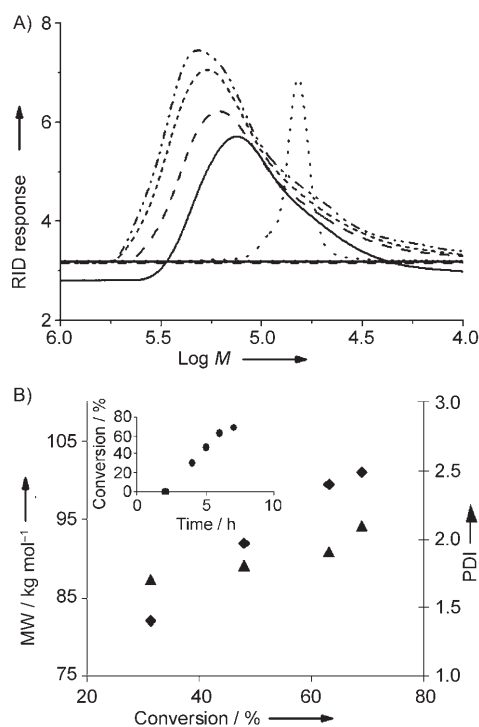 A)
8
6
4
2
RID response
6.0 5.5 5.0 4.5 4.0
Log M
B)
105
95
85
75
MW / kg mol⁻¹
3.0
2.5
2.0
1.5
1.0
PDI
80
60
40
20
0
Conversion / %
0 5 10
Time / h
20 40 60 80
Conversion / %